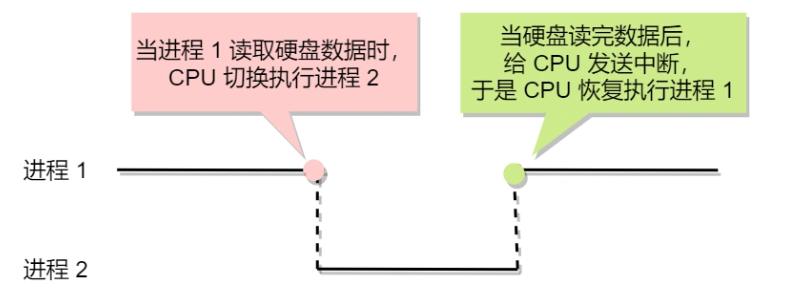 当进程 1 读取硬盘数据时，
CPU 切换执行进程 2
当硬盘读完数据后，
给 CPU 发送中断，
于是 CPU 恢复执行进程 1
进程 1
进程 2